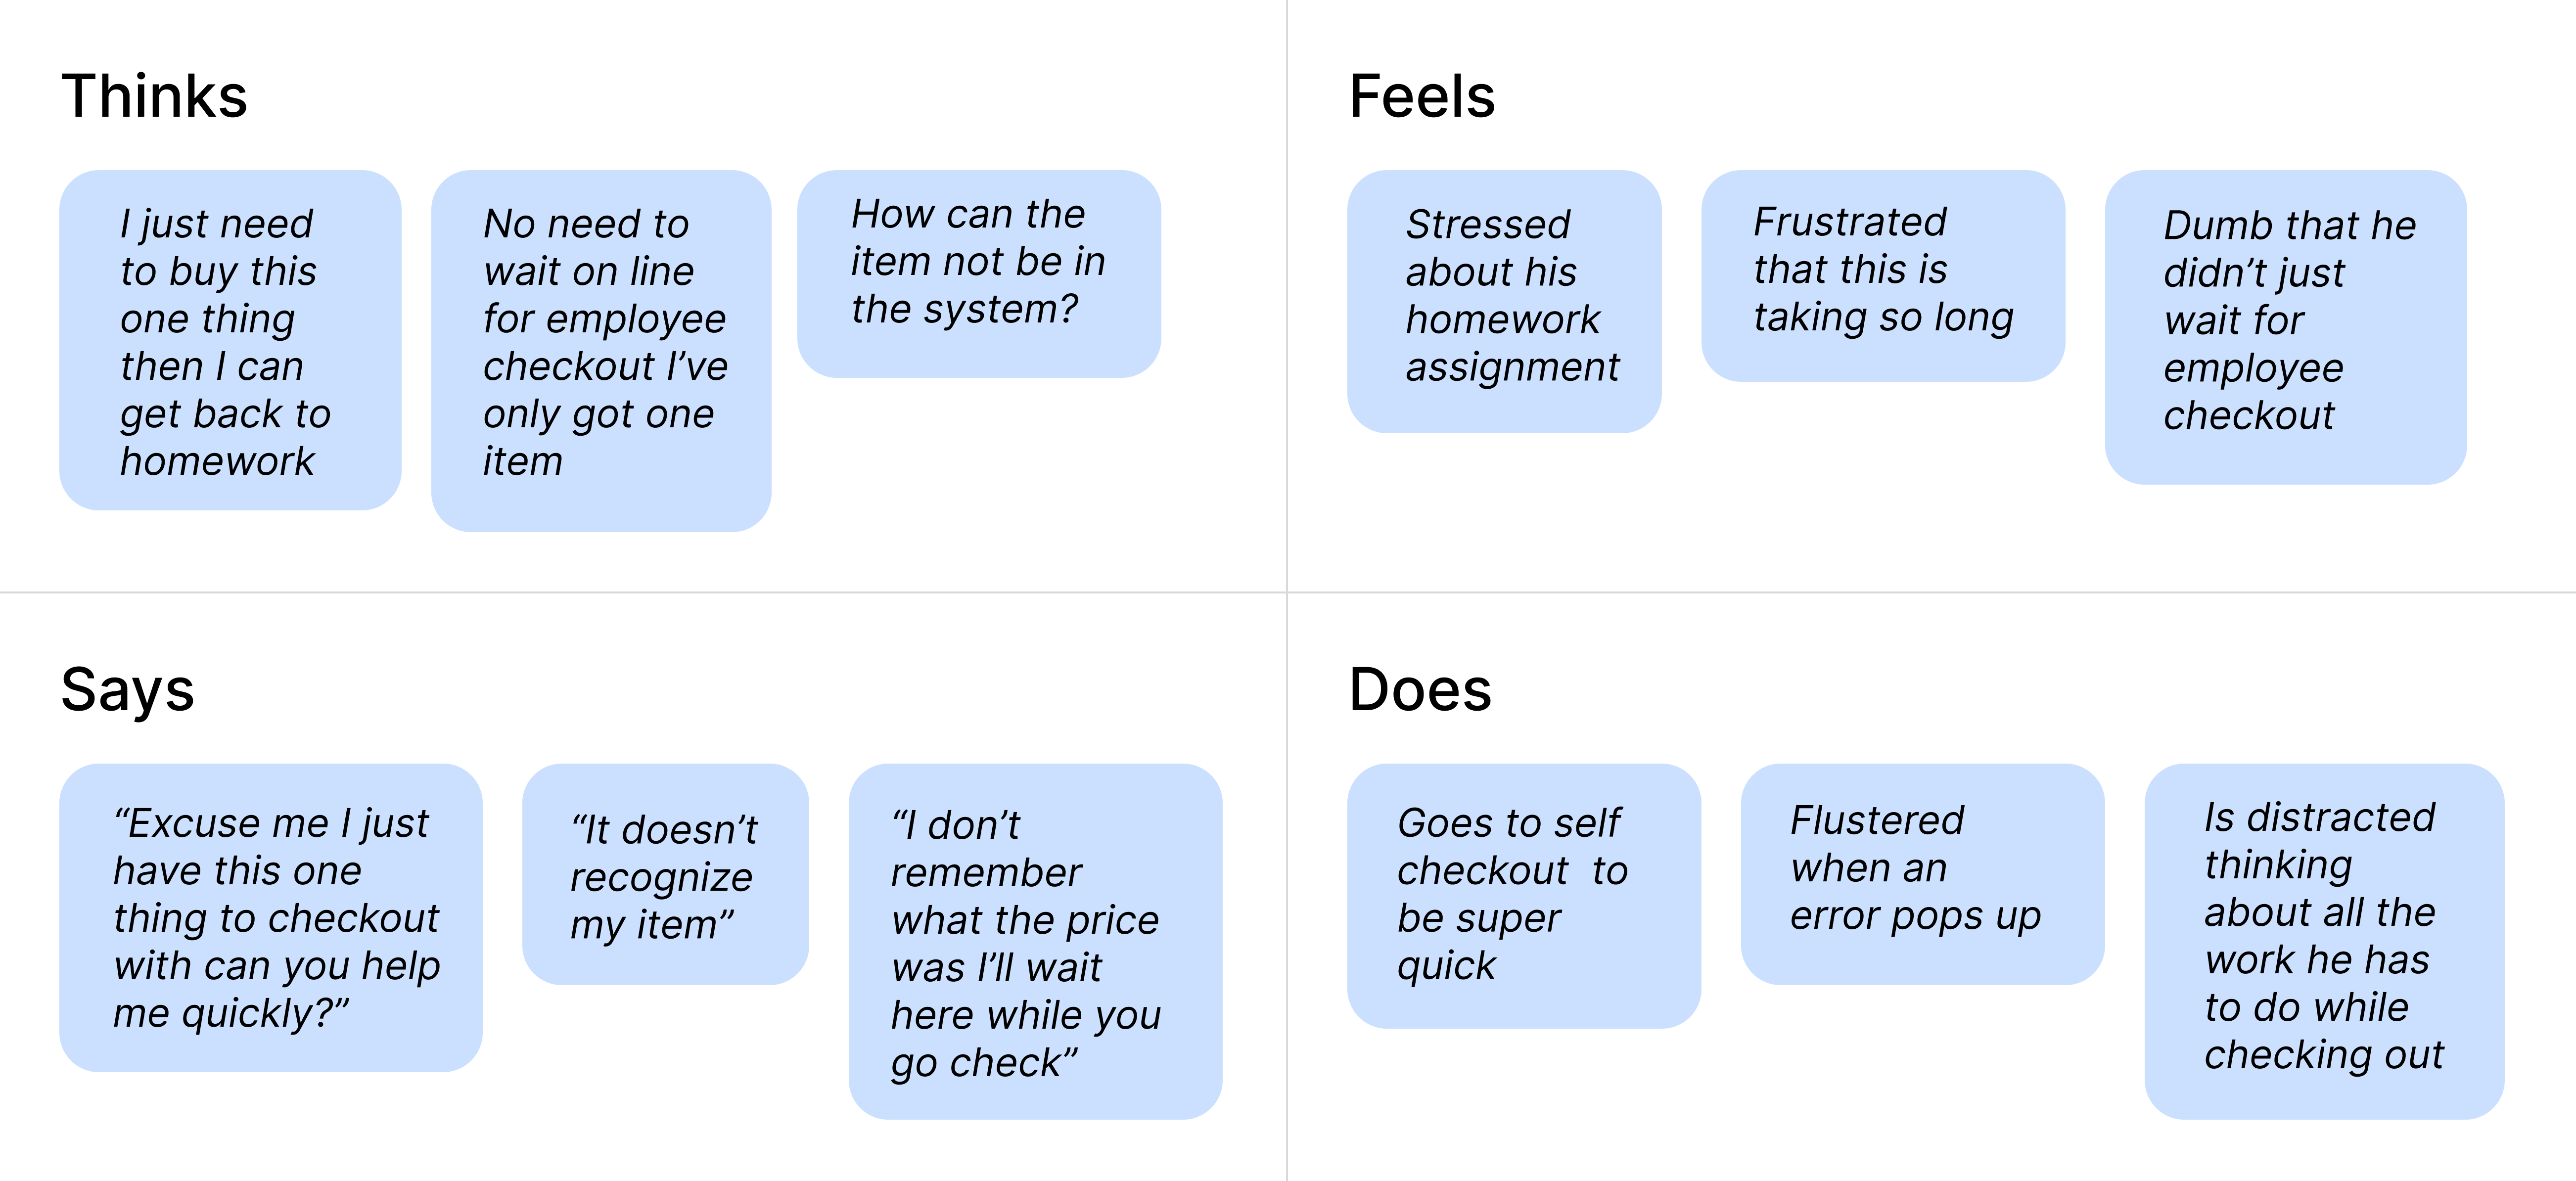 Thinks
I just need
to buy this
one thing
then I can
get back to
homework
No need to
wait on line
for employee
checkout I’ve
only got one
item
How can the
item not be in
the system?
Feels
Stressed
about his
homework
assignment
Frustrated
that this is
taking so long
Dumb that he
didn’t just
wait for
employee
checkout
Says
“Excuse me I just
have this one
thing to checkout
with can you help
me quickly?”
“It doesn’t
recognize
my item”
“I don’t
remember
what the price
was I’ll wait
here while you
go check”
Does
Goes to self
checkout  to
be super
quick
Flustered
when an
error pops up
Is distracted
thinking
about all the
work he has
to do while
checking out